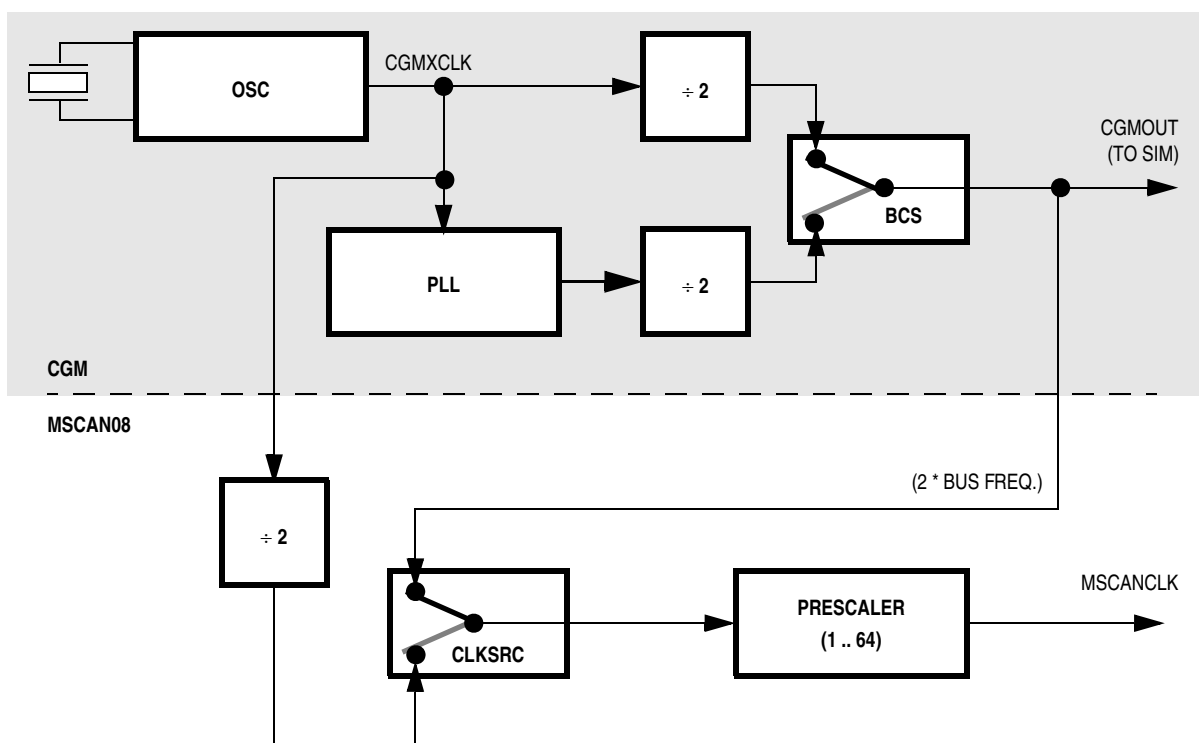 CGMXCLK
OSC
÷ 2
CGMOUT
(TO SIM)
BCS
PLL
÷ 2
CGM
MSCAN08
(2 * BUS FREQ.)
÷ 2
MSCANCLK
PRESCALER
(1 .. 64)
CLKSRC